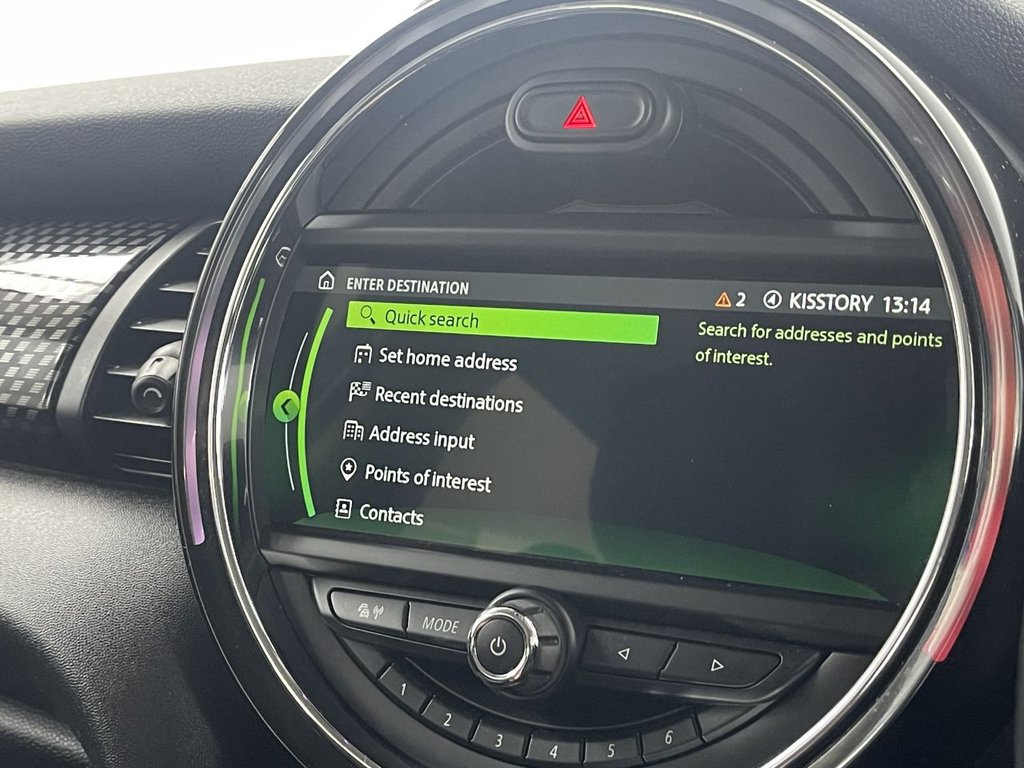 ENTER DESTINATION
2 KISSTORY 13:14
Quick search
Set home address
Recent destinations
Address input
Points of interest
Contacts
Search for addresses and points
of interest.
MODE
1 2 3 4 5 6